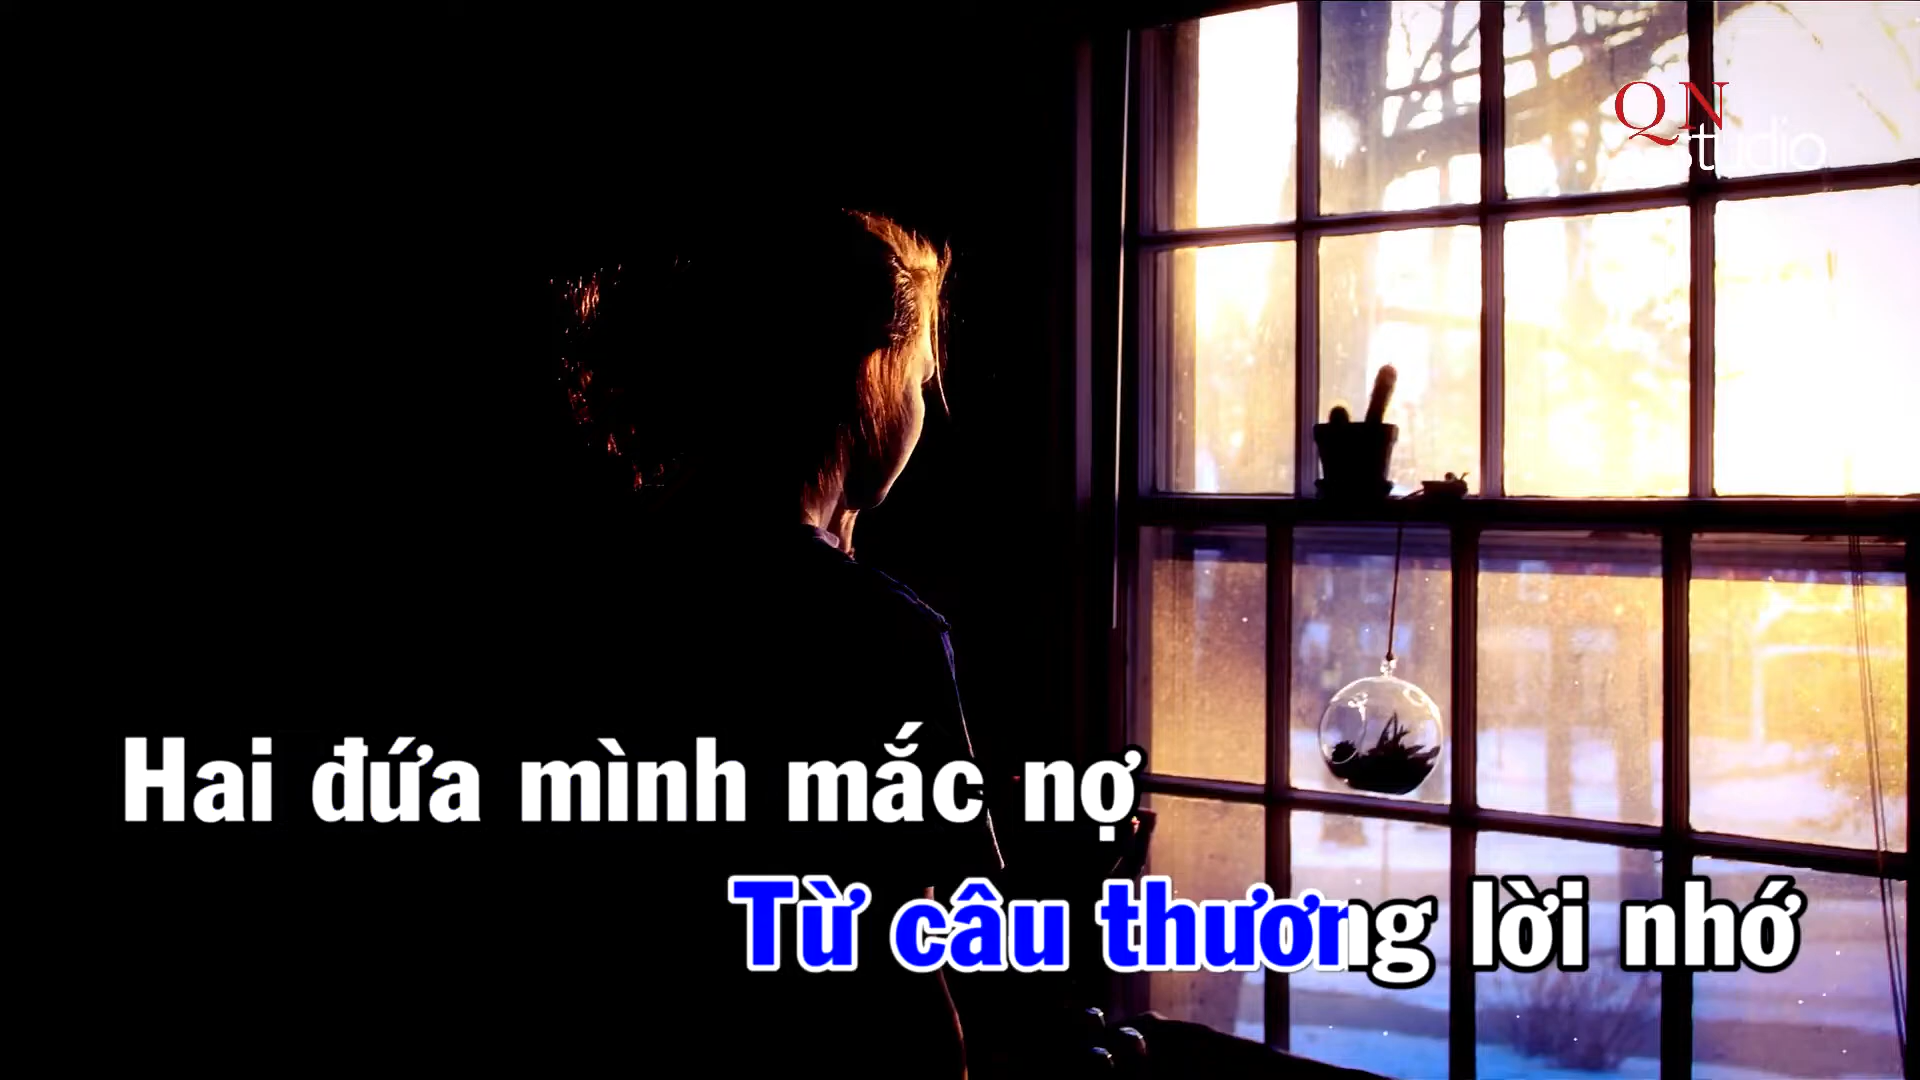 QN
studio
Hai đứa mình mắc nợ
Từ câu thương lời nhớ